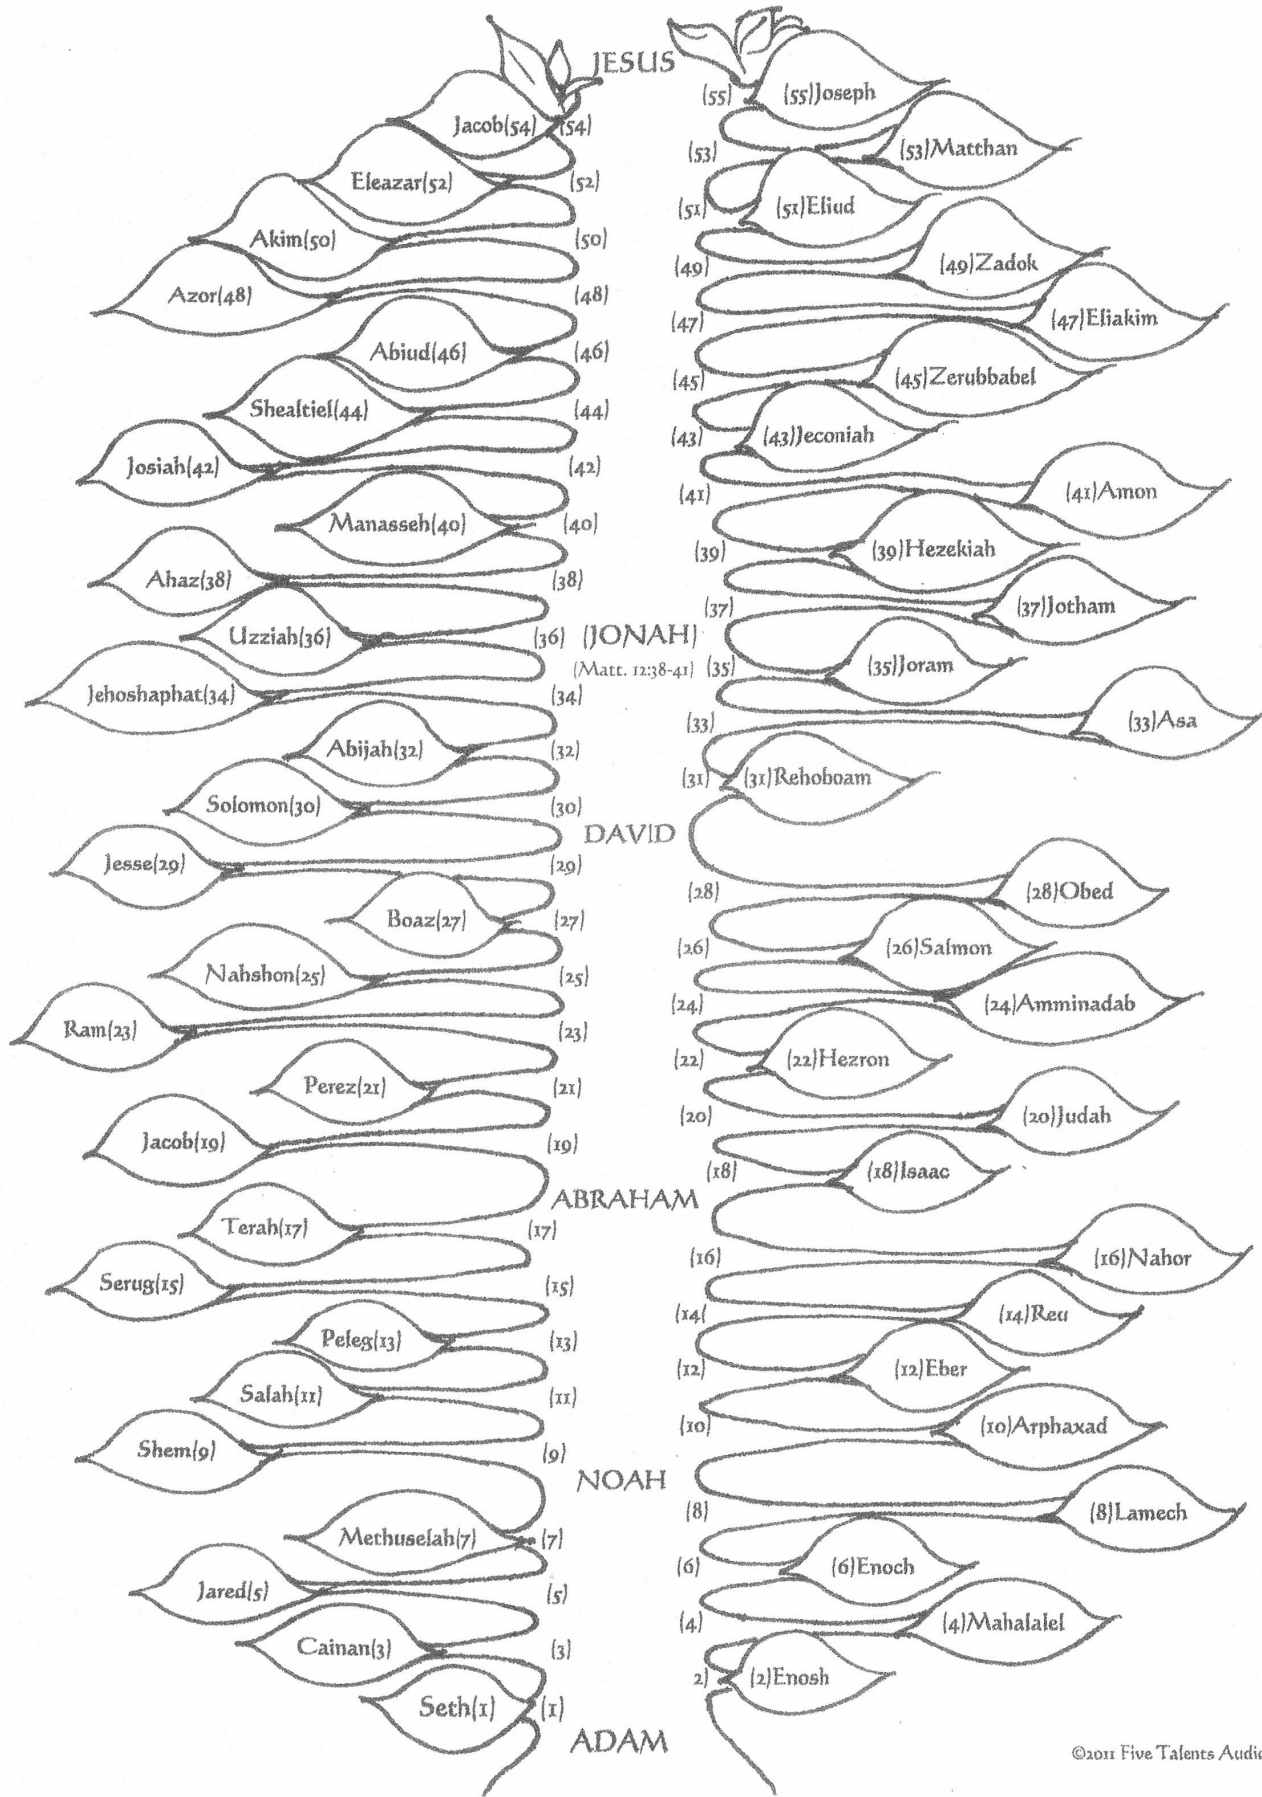 JESUS
(55) (55)Joseph
Jacob(54) (54)
(53) (53)Matthan
Eleazar(52) (52)
(51) (51)Eliud
Akim(50) (50)
(49) (49)Zadok
Azor(48) (48)
(47) (47)Eliakim
Abiud(46) (46)
(45) (45)Zerubbabel
Shealtiel(44) (44)
(43) (43)Jeconiah
Josiah(42) (42)
(41) (41)Amon
Manasseh(40) (40)
(39) (39)Hezekiah
Ahaz(38) (38)
(37) (37)Jotham
Uzziah(36) (36) (JONAH)
(Matt. 12:38-41) (35) (35)Joram
Jehoshaphat(34) (34)
(33) (33)Asa
Abijah(32) (32)
(31) (31)Rehoboam
Solomon(30) (30)
DAVID
Jesse(29) (29)
(28) (28)Obed
Boaz(27) (27)
(26) (26)Salmon
Nahshon(25) (25)
(24) (24)Amminadab
Ram(23) (23)
(22) (22)Hezron
Perez(21) (21)
(20) (20)Judah
Jacob(19) (19)
(18) (18)Isaac
ABRAHAM
Terah(17) (17)
(16) (16)Nahor
Serug(15) (15)
(14( (14)Reu
Peleg(13) (13)
(12) (12)Eber
Salah(11) (11)
(10) (10)Arphaxad
Shem(9) (9)
NOAH
(8) (8)Lamech
Methuselah(7) (7)
(6) (6)Enoch
Jared(5) (5)
(4) (4)Mahalalel
Cainan(3) (3)
2) (2)Enosh
Seth(1) (1)
ADAM
©2011 Five Talents Audio